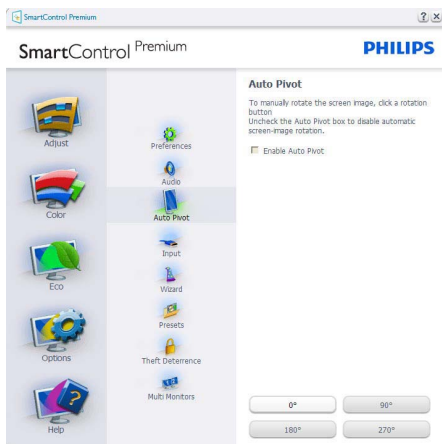 SmartControl Premium
SmartControl Premium
PHILIPS
Adjust
Color
Eco
Options
Help
Preferences
Audio
Auto Pivot
Input
Wizard
Presets
Theft Deterrence
Multi Monitors
Auto Pivot
To manually rotate the screen image, click a rotation
button
Uncheck the Auto Pivot box to disable automatic
screen-image rotation.
Enable Auto Pivot
0° 90°
180° 270°